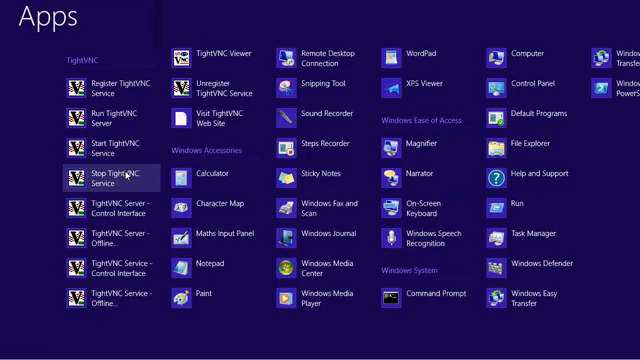 Apps
TightVNC
Register TightVNC
Service
Run TightVNC
Server
Start TightVNC
Service
Stop TightVNC
Service
TightVNC Server -
Control Interface
TightVNC Server -
Offline...
TightVNC Service -
Control Interface
TightVNC Service -
Offline...
TightVNC Viewer
Unregister
TightVNC Service
Visit TightVNC
Web Site
Windows Accessories
Calculator
Character Map
Maths Input Panel
Notepad
Paint
Remote Desktop
Connection
Snipping Tool
Sound Recorder
Steps Recorder
Sticky Notes
Windows Fax and
Scan
Windows Journal
Windows Media
Center
Windows Media
Player
WordPad
XPS Viewer
Windows Ease of Access
Magnifier
Narrator
On-Screen
Keyboard
Windows Speech
Recognition
Windows System
Command Prompt
Computer
Control Panel
Default Programs
File Explorer
Help and Support
Run
Task Manager
Windows Defender
Windows Easy
Transfer
Windows
Transfer
Windows
PowerS